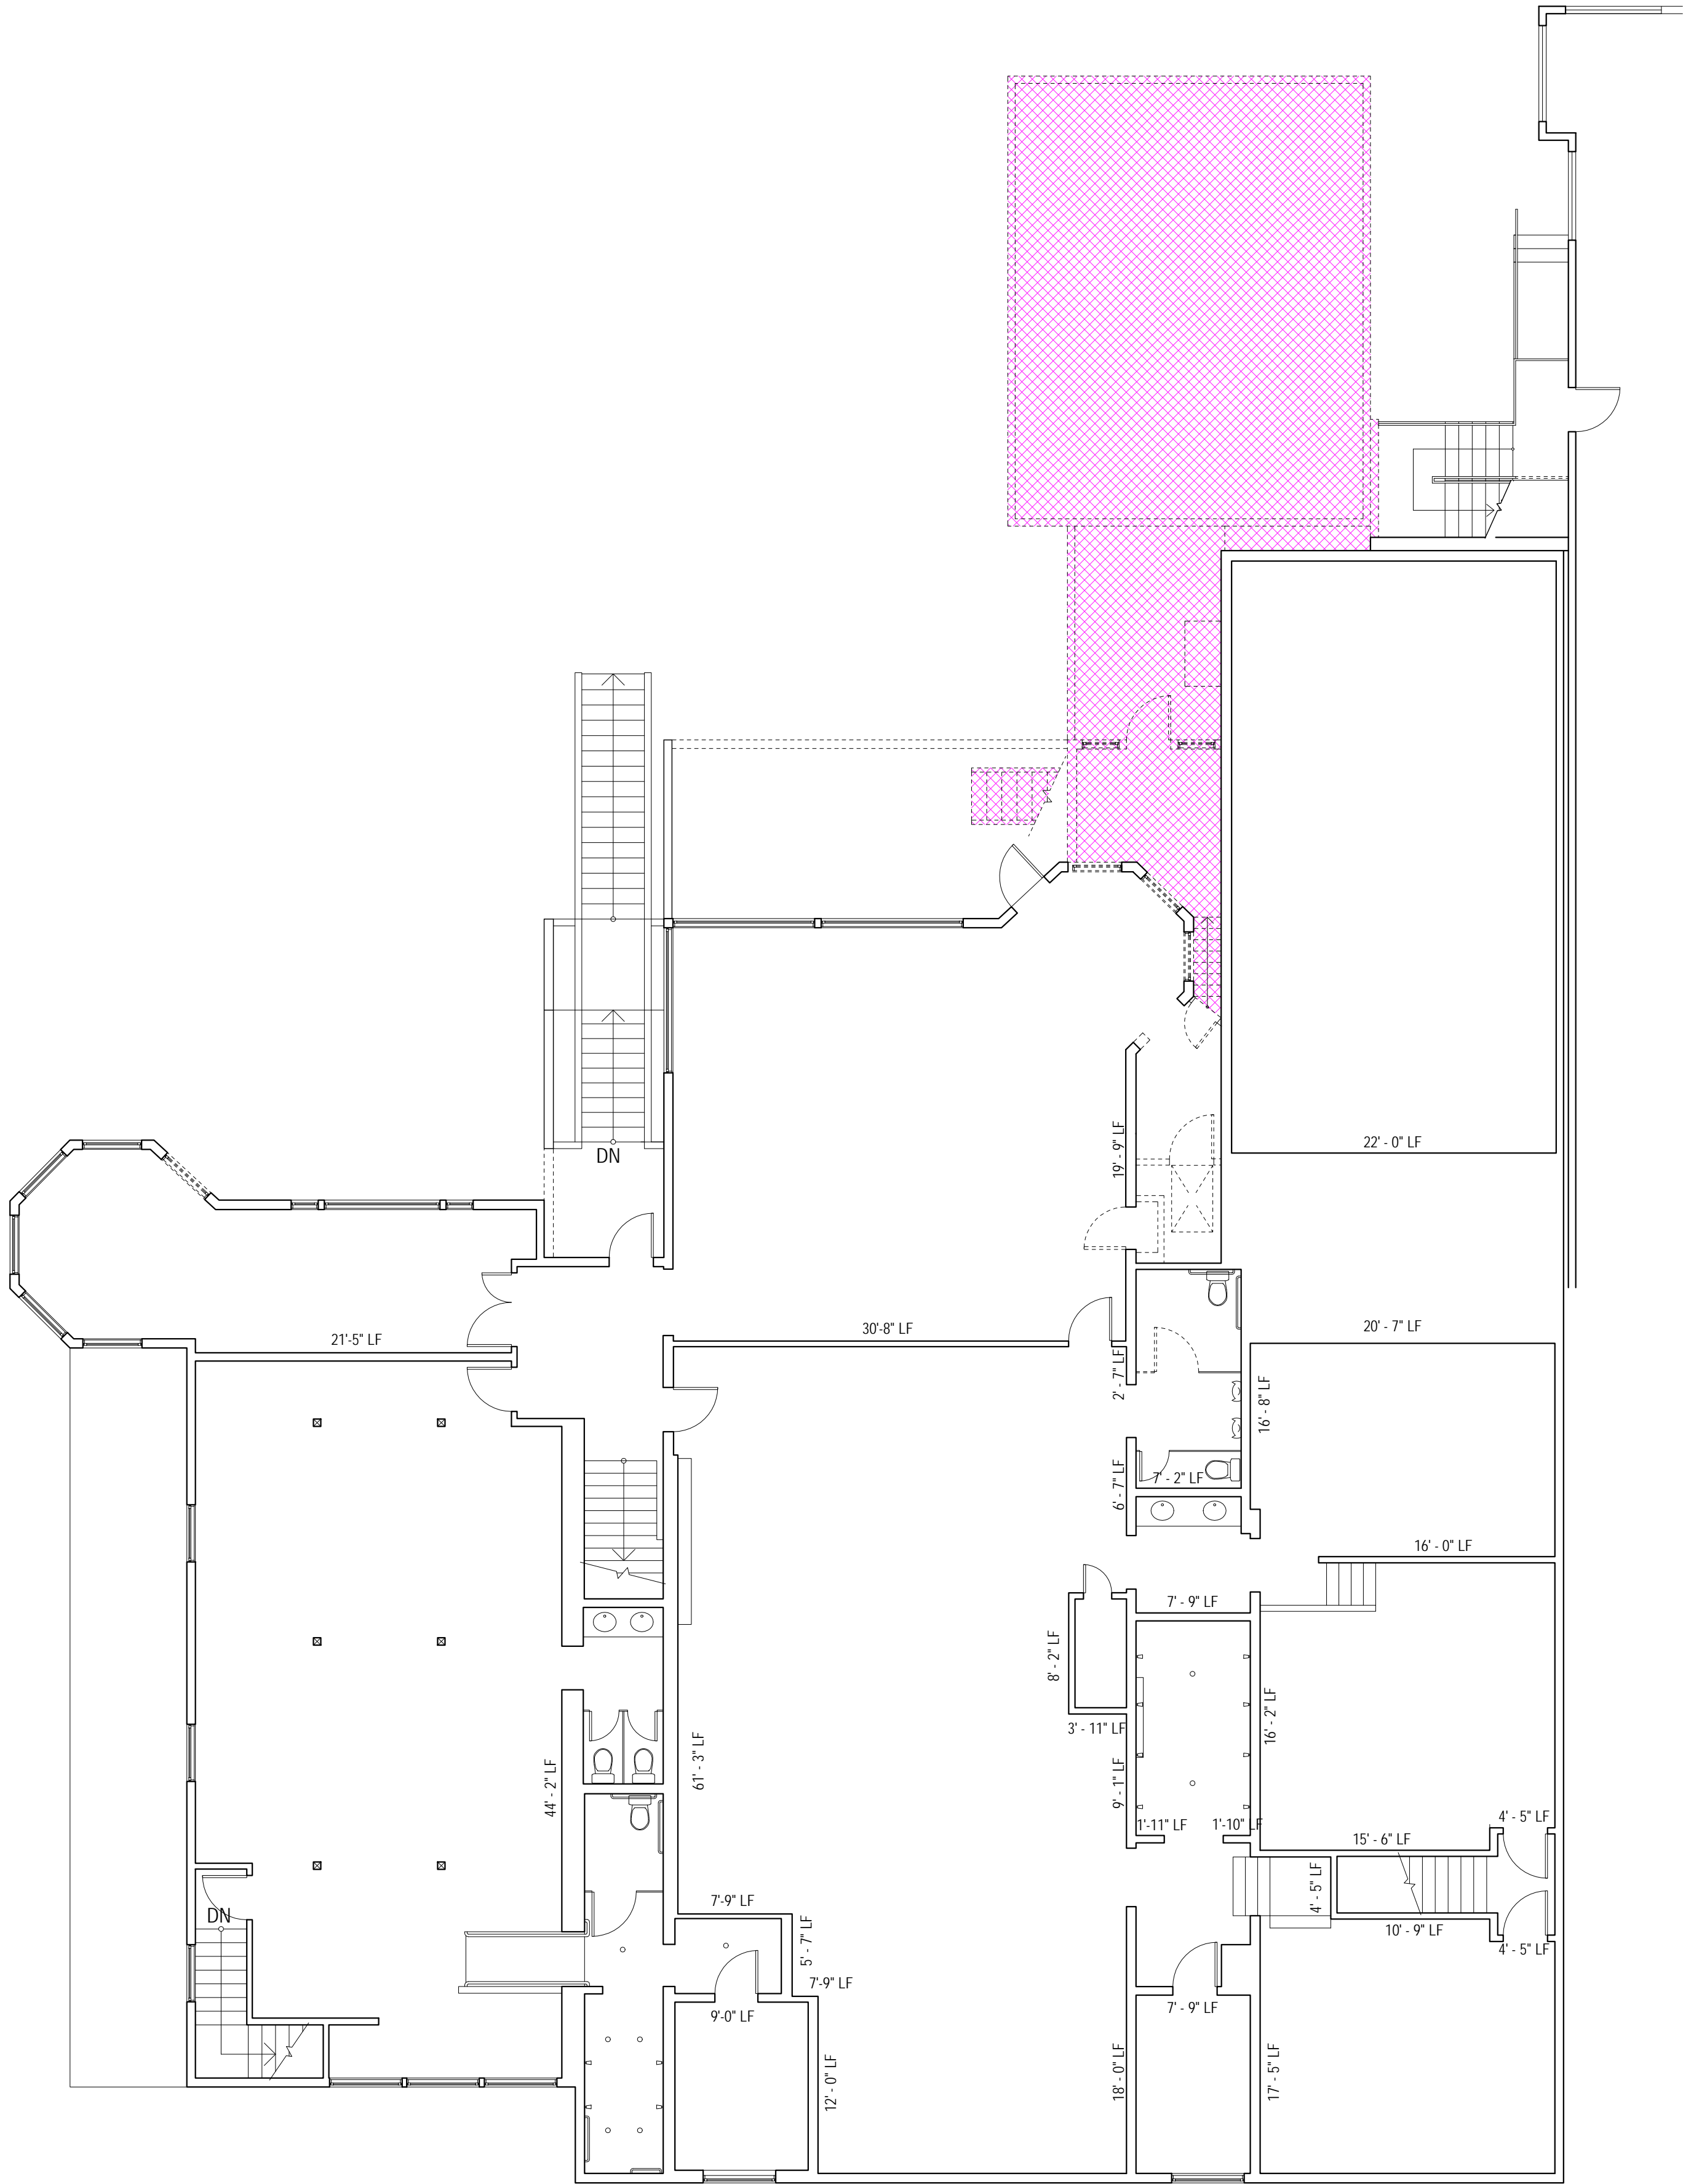 22' - 0" LF
19' - 9" LF
DN
20' - 7" LF
30'-8" LF
21'-5" LF
2' - 7" LF
16' - 8" LF
6' - 7" LF
7' - 2" LF
16' - 0" LF
7' - 9" LF
8' - 2" LF
16' - 2" LF
3' - 11" LF
61' - 3" LF
44' - 2" LF
9' - 1" LF
1'-11" LF
1'-10" LF
4' - 5" LF
15' - 6" LF
4' - 5" LF
7'-9" LF
DN
10' - 9" LF
5' - 7" LF
4' - 5" LF
7'-9" LF
9'-0" LF
7' - 9" LF
12' - 0" LF
18' - 0" LF
17' - 5" LF